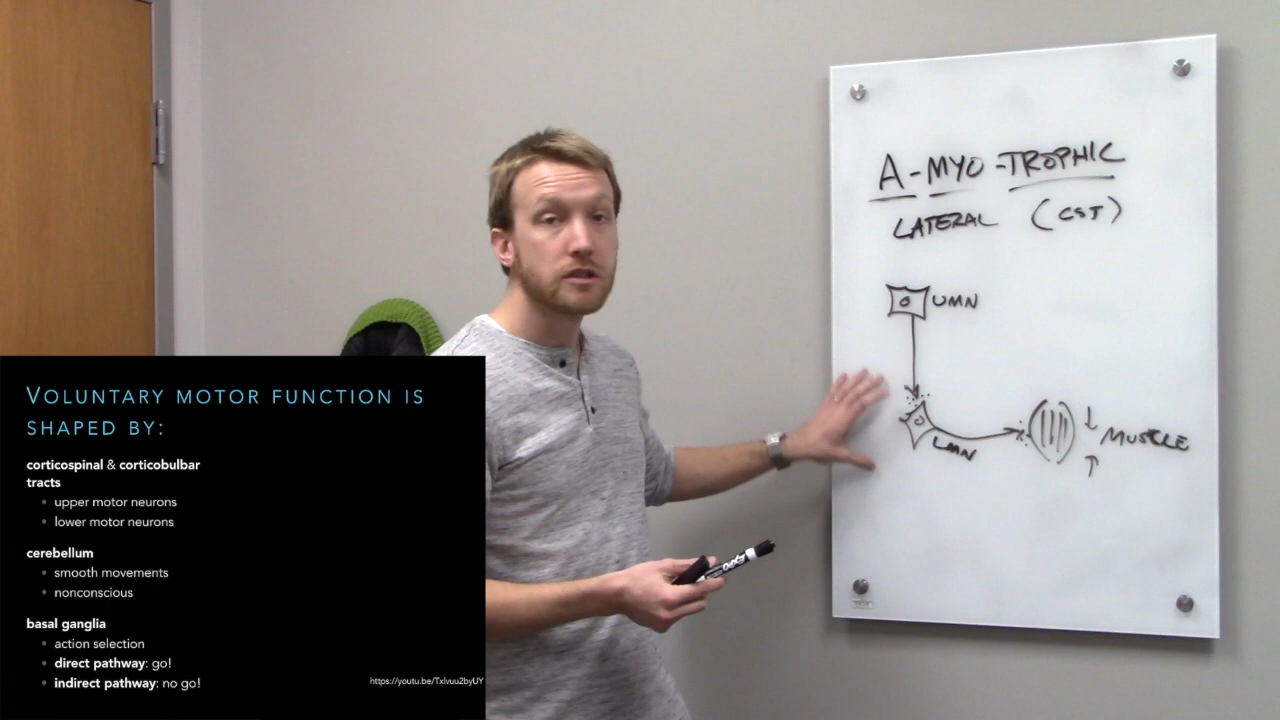 A-MYO-TROPHIC
LATERAL (CST)
UMN
LMN
MUSCLE
VOLUNTARY MOTOR FUNCTION IS
SHAPED BY:
corticospinal & corticobulbar
tracts
• upper motor neurons
• lower motor neurons
cerebellum
• smooth movements
• nonconscious
basal ganglia
• action selection
• direct pathway: go!
• indirect pathway: no go!
https://youtu.be/TxIvuu2byUY
EXPO